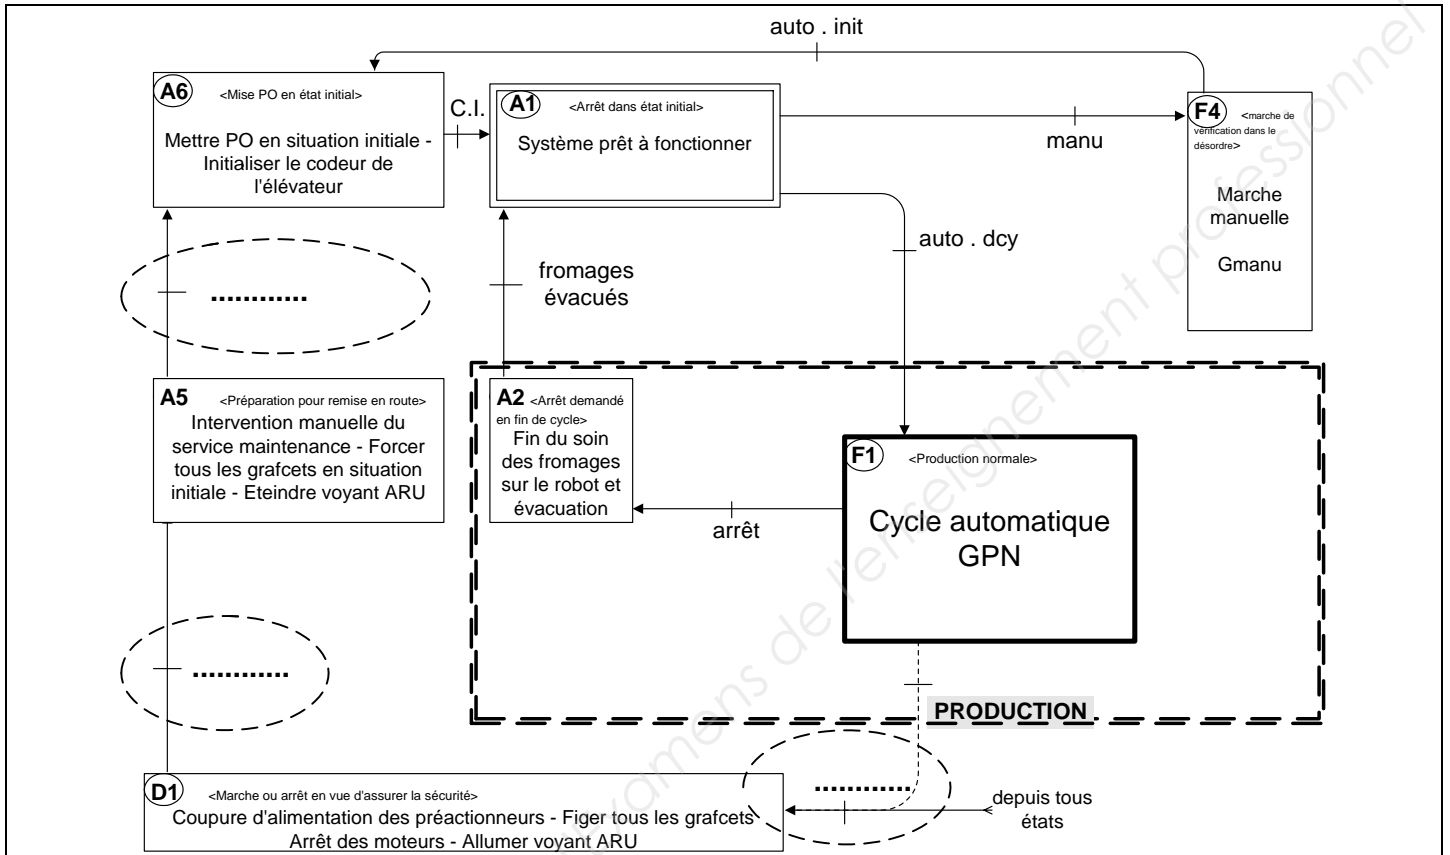 auto . init
A6 <Mise PO en état initial>
Mettre PO en situation initiale -
Initialiser le codeur de
l'élévateur
C.I.
A1 <Arrêt dans état initial>
Système prêt à fonctionner
manu
F4 <marche de
vérification dans le
désordre>
Marche
manuelle
Gmanu
auto . dcy
fromages
évacués
............
A5 <Préparation pour remise en route>
Intervention manuelle du
service maintenance - Forcer
tous les grafcets en situation
initiale - Eteindre voyant ARU
A2 <Arrêt demandé
en fin de cycle>
Fin du soin
des fromages
sur le robot et
évacuation
arrêt
F1 <Production normale>
Cycle automatique
GPN
............
PRODUCTION
............
depuis tous
états
D1 <Marche ou arrêt en vue d'assurer la sécurité>
Coupure d'alimentation des préactionneurs - Figer tous les grafcets
Arrêt des moteurs - Allumer voyant ARU
examens de l'enseignement professionnel